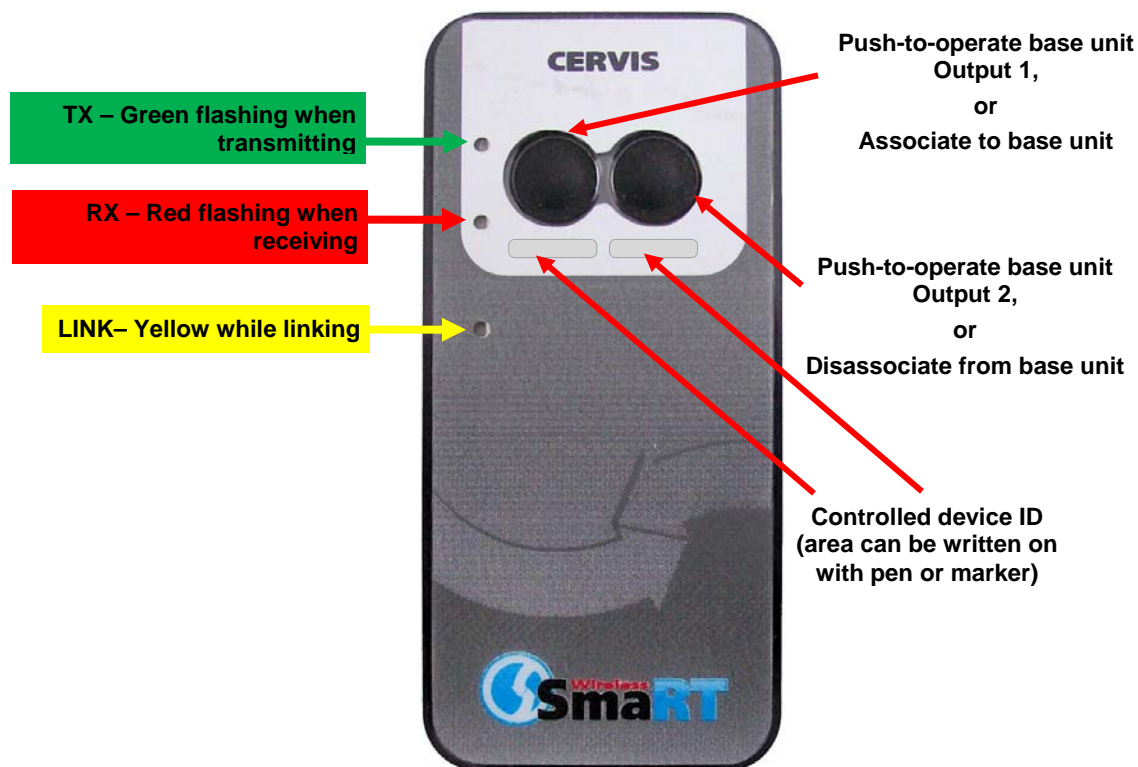 CERVIS
TX – Green flashing when
transmitting
RX – Red flashing when
receiving
LINK– Yellow while linking
Push-to-operate base unit
Output 1,
or
Associate to base unit
Push-to-operate base unit
Output 2,
or
Disassociate from base unit
Controlled device ID
(area can be written on
with pen or marker)
Wireless
SmaRT